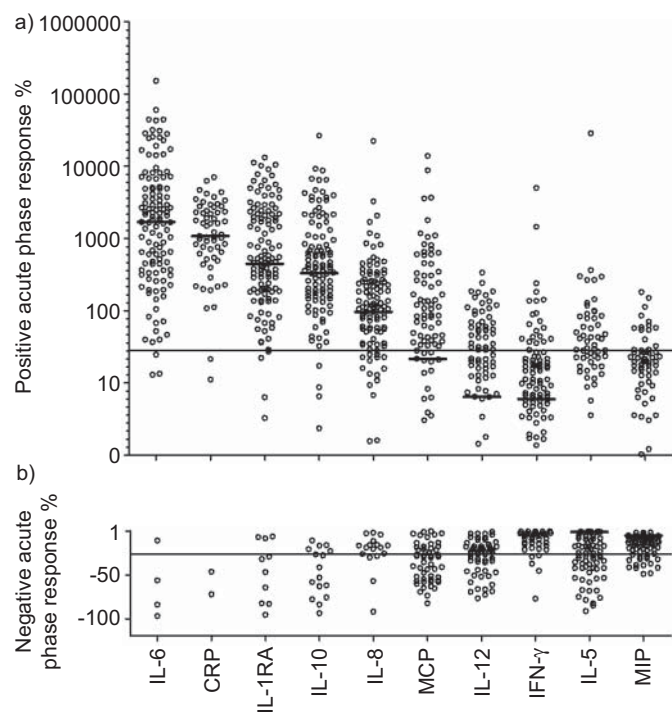 a)
Positive acute phase response %
1000000
100000
10000
1000
100
10
0
b)
Negative acute
phase response %
1
-50
-100
IL-6
CRP
IL-1RA
IL-10
IL-8
MCP
IL-12
IFN-γ
IL-5
MIP